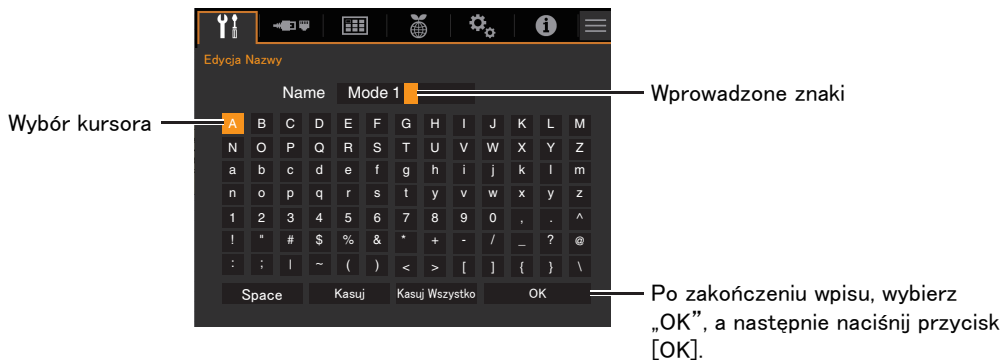 Edycja Nazwy
Name Mode 1
Wprowadzone znaki
Wybór kursora
A B C D E F G H I J K L M
N O P Q R S T U V W X Y Z
a b c d e f g h i j k l m
n o p q r s t y v w x y z
1 2 3 4 5 6 7 8 9 0 , . ^
! " # $ % & * + - / _ ? @
: ; | ~ ( ) < > [ ] { } \
Space Kasuj Kasuj Wszystko OK
Po zakończeniu wpisu, wybierz
„OK”, a następnie naciśnij przycisk
[OK].